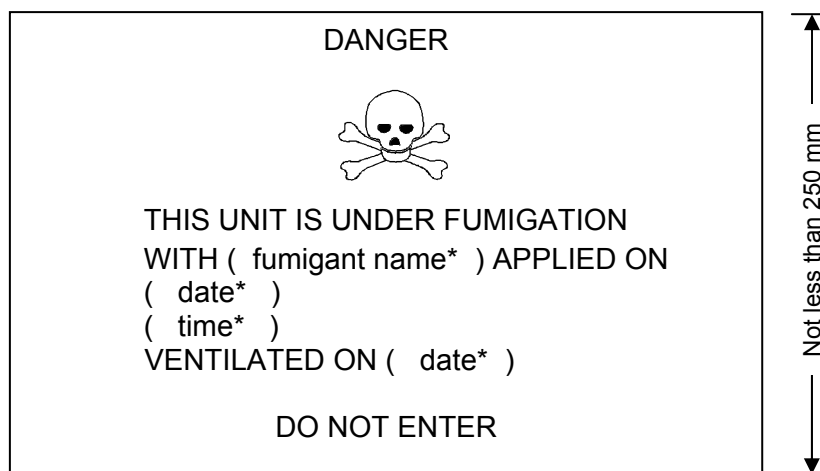 DANGER
THIS UNIT IS UNDER FUMIGATION
WITH ( fumigant name* ) APPLIED ON
( date* )
( time* )
VENTILATED ON ( date* )
DO NOT ENTER
Not less than 250 mm